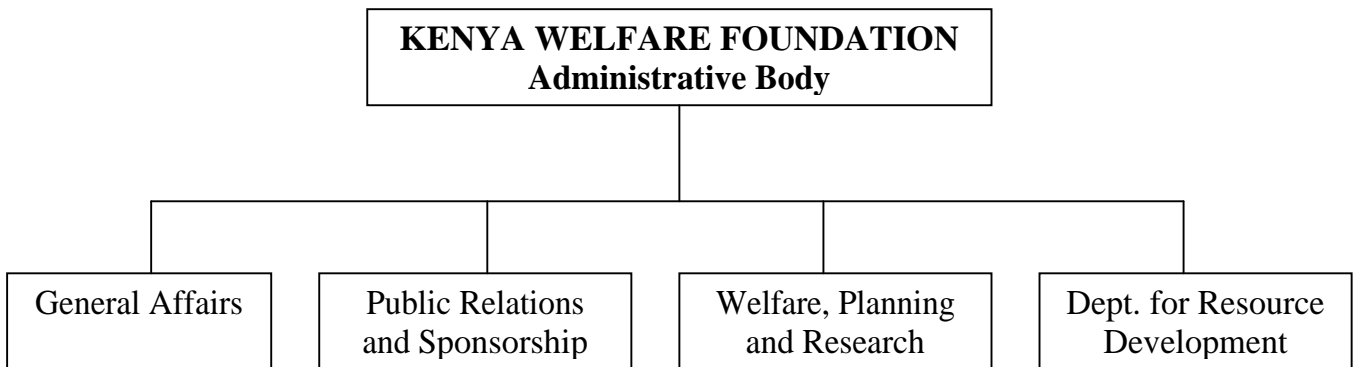 KENYA WELFARE FOUNDATION
Administrative Body
General Affairs
Public Relations
and Sponsorship
Welfare, Planning
and Research
Dept. for Resource
Development